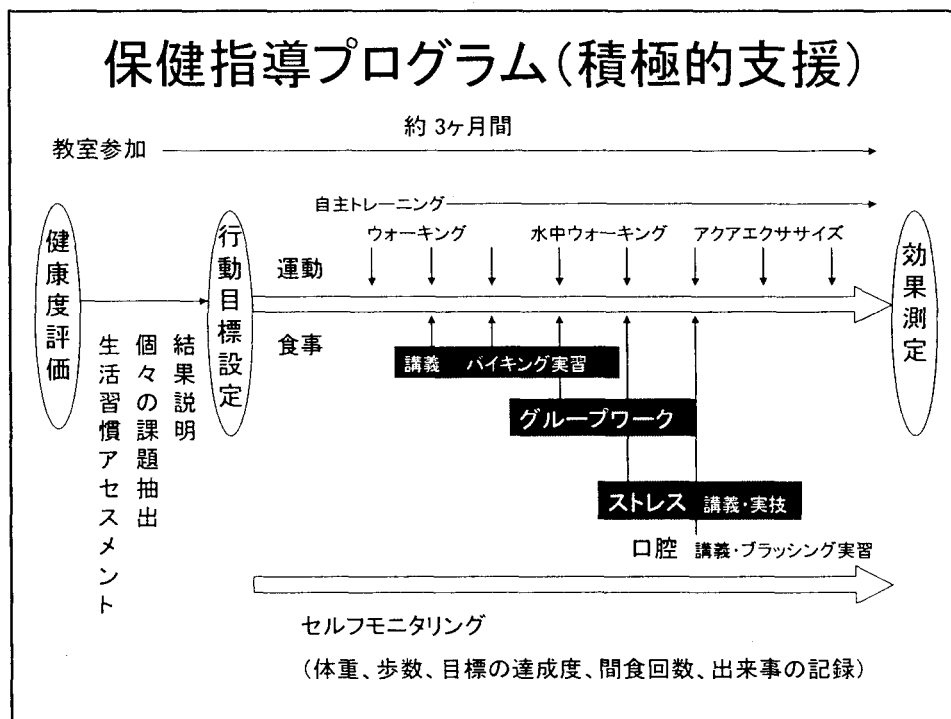 保健指導プログラム(積極的支援)
約 3ヶ月間
教室参加
自主トレーニング
ウォーキング
水中ウォーキング
アクアエクササイズ
健康度評価
行動目標設定
運動
効果測定
食事
結果説明
個々の課題抽出
生活習慣アセスメント
講義 バイキング実習
グループワーク
ストレス 講義・実技
口腔 講義・ブラッシング実習
セルフモニタリング
(体重、歩数、目標の達成度、間食回数、出来事の記録)